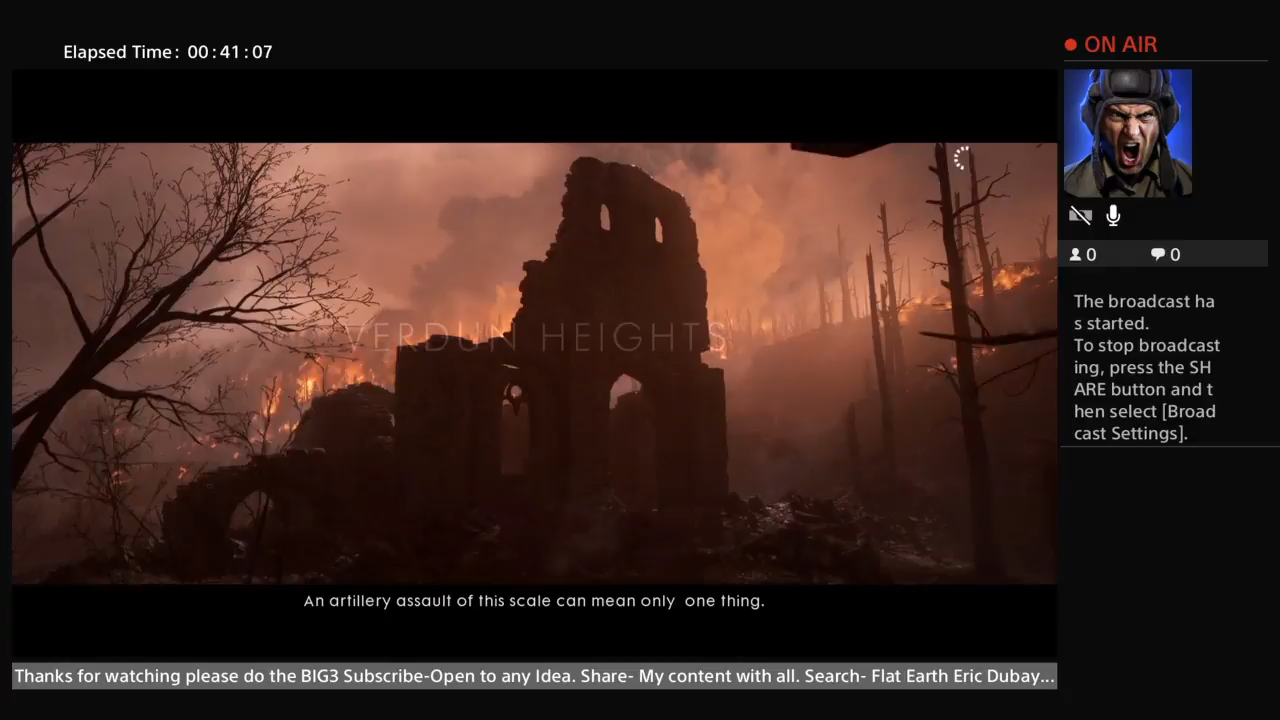 Elapsed Time: 00:41:07
ON AIR
0 0
The broadcast ha
s started.
To stop broadcast
ing, press the SH
ARE button and t
hen select [Broad
cast Settings].
VERDUN HEIGHTS
An artillery assault of this scale can mean only one thing.
Thanks for watching please do the BIG3 Subscribe-Open to any Idea. Share- My content with all. Search- Flat Earth Eric Dubay...